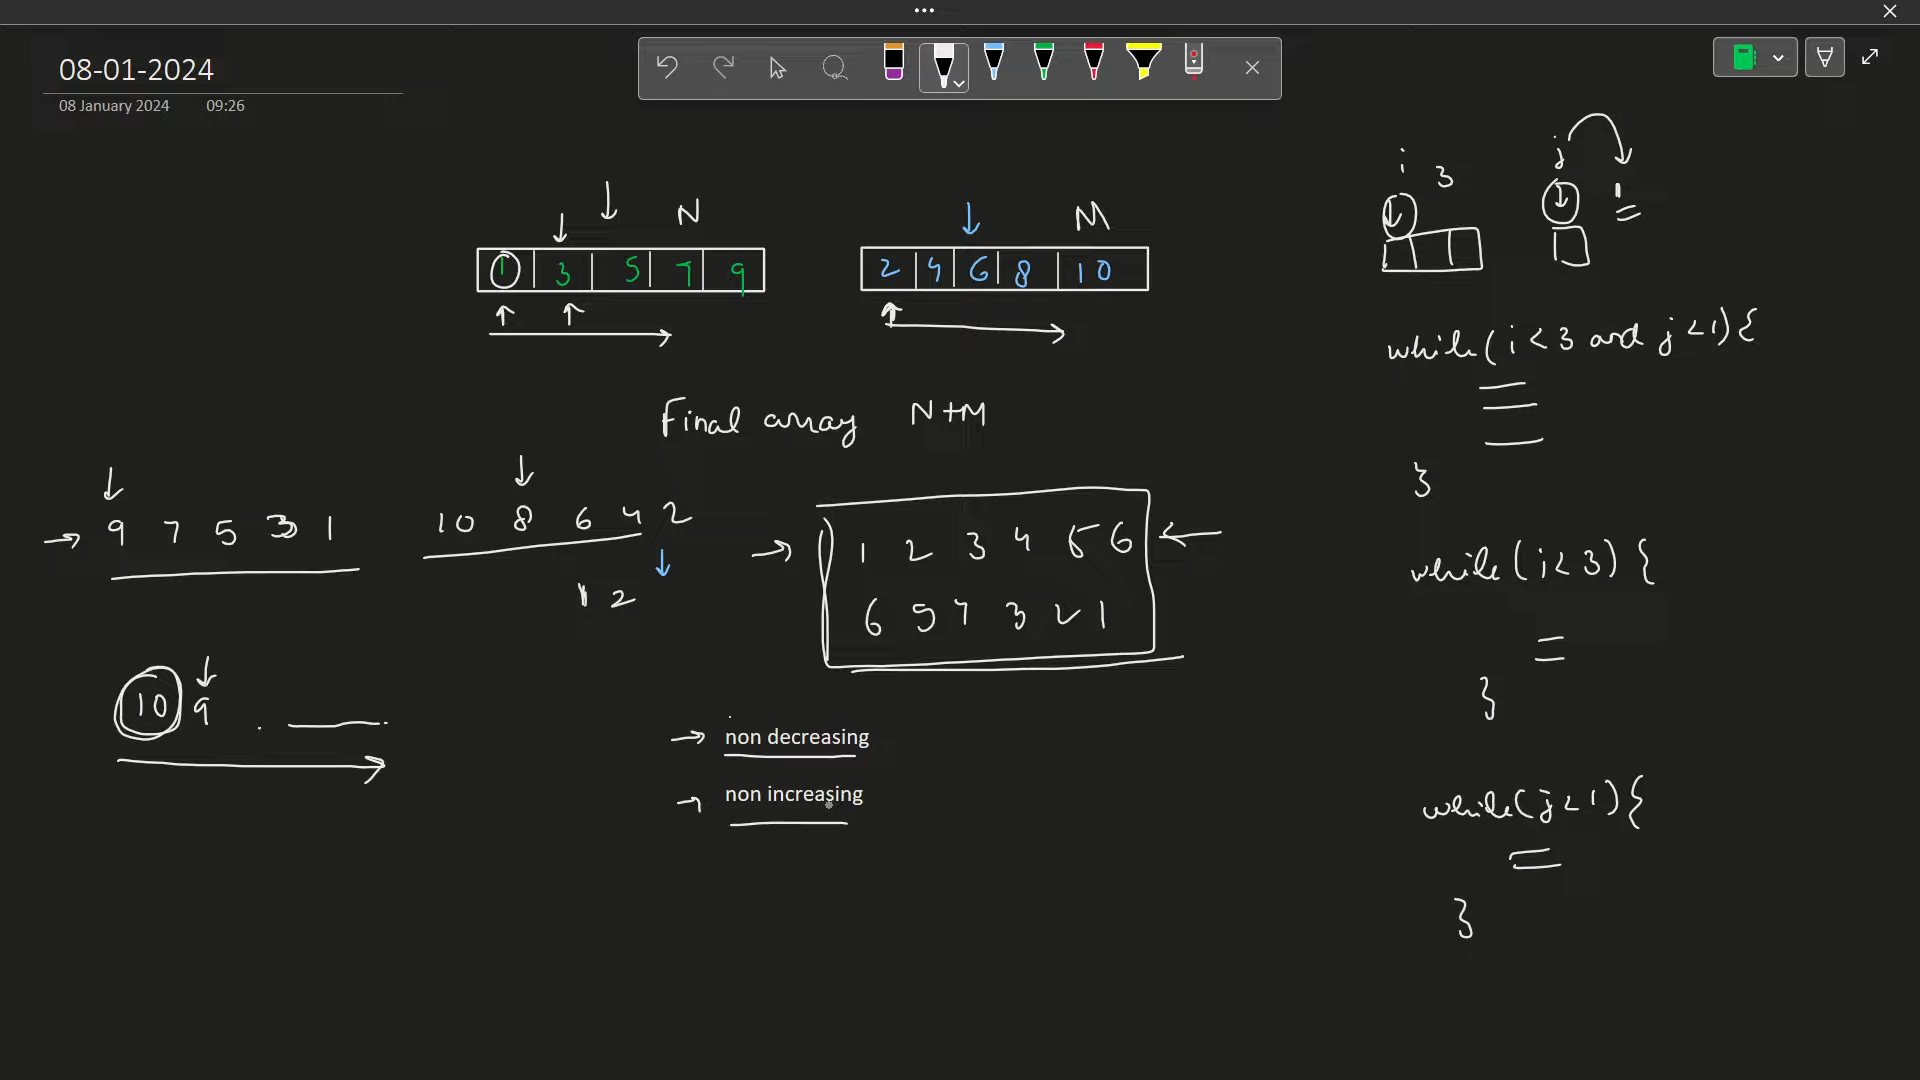 08-01-2024
08 January 2024 09:26
N M
1 3 5 7 9
2 4 6 8 10
Final array N+M
9 7 5 3 1
10 8 6 4 2
1 2
10 9 .
1 2 3 4 5 6
6 5 4 3 2 1
non decreasing
non increasing
i 3 j 1
while(i<3 and j<1){
}
while(i<3){
}
while(j<1){
}